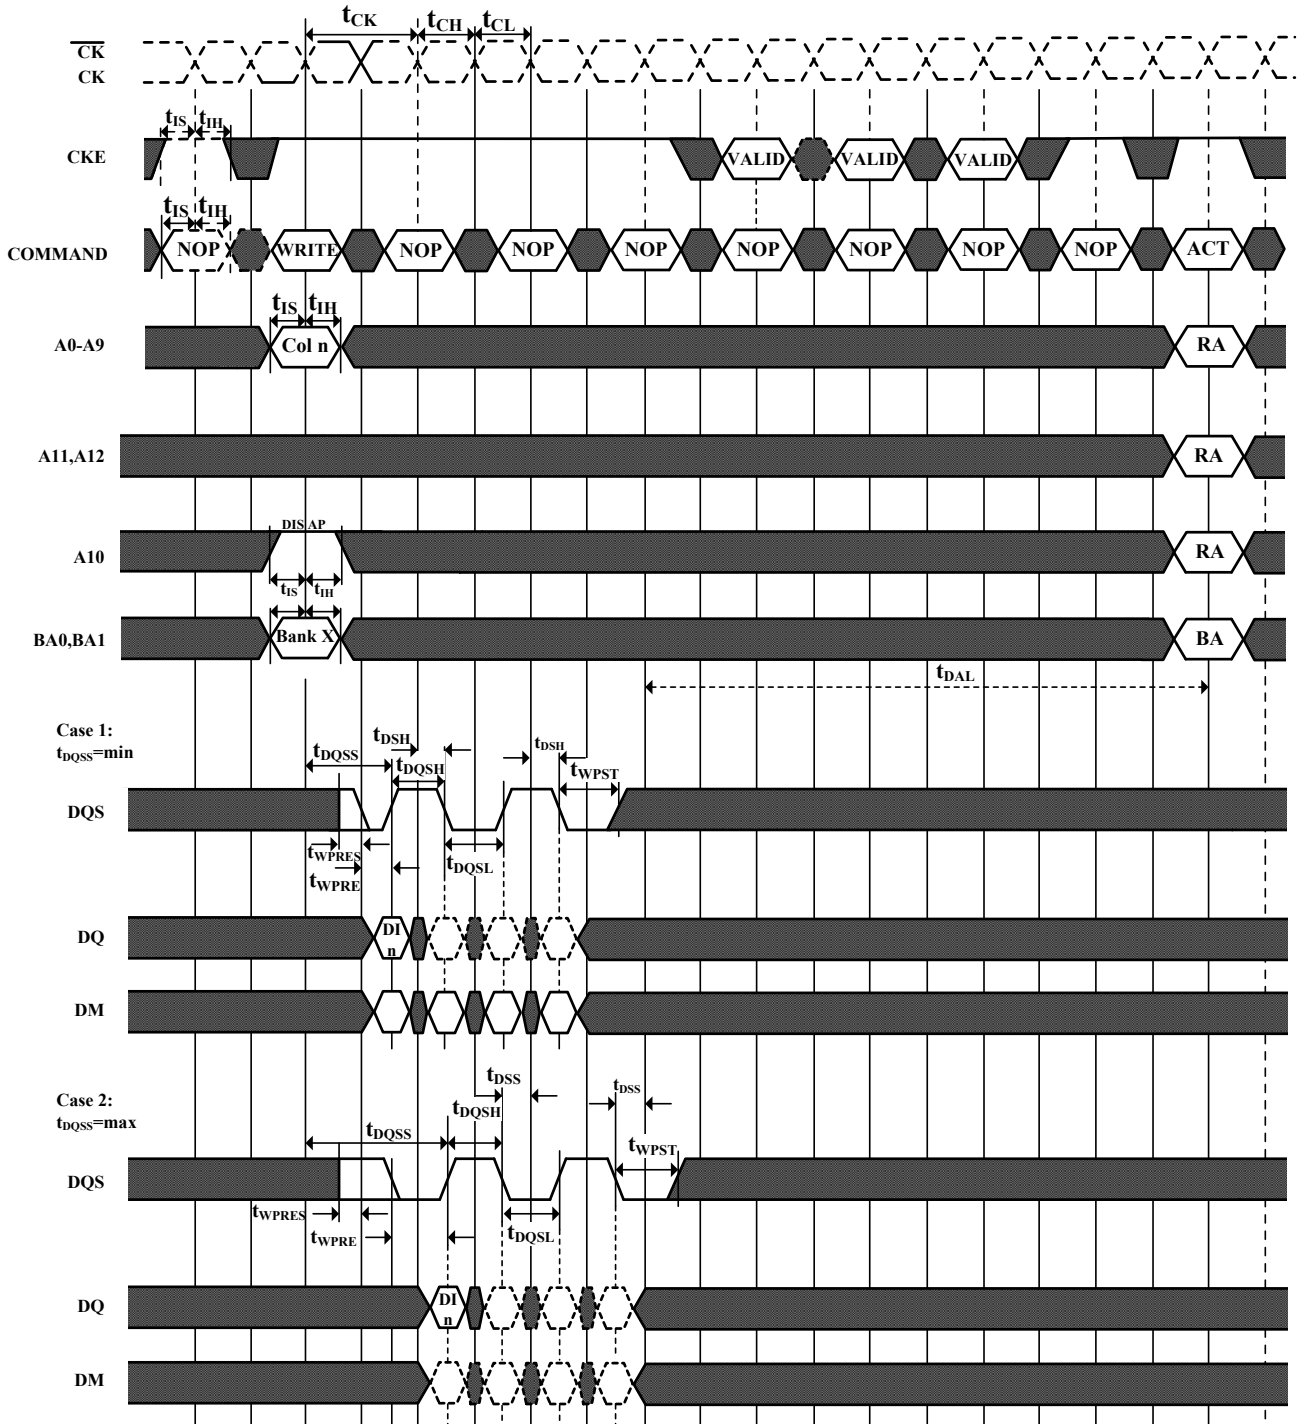 tCK tCH tCL
CK
CK
tIS tIH
CKE VALID VALID VALID
tIS tIH
COMMAND NOP WRITE NOP NOP NOP NOP NOP NOP NOP ACT
tIS tIH
A0-A9 Col n RA
A11,A12 RA
DIS AP
A10 RA
tIS tIH
BA0,BA1 Bank X BA
tDAL
Case 1:
tDQSS=min
tDSH tDSH
tDQSS tDQSH tWPST
DQS
tWPRES tDQSL
tWPRE
DQ DI
n
DM
Case 2:
tDQSS=max
tDSS tDSS
tDQSH
tDQSS tWPST
DQS
tWPRES
tWPRE tDQSL
DQ DI
n
DM